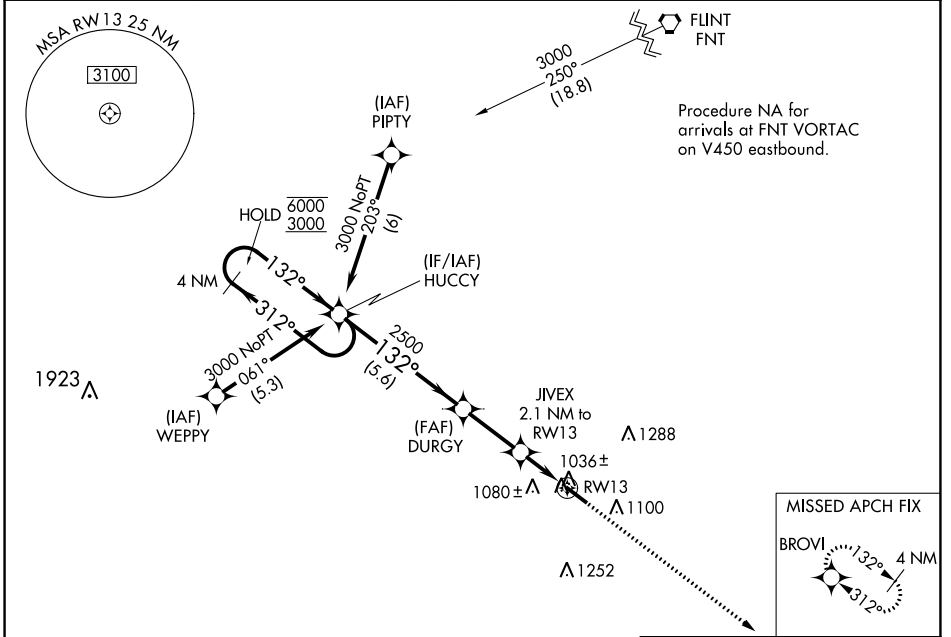 MSA RW13 25 NM
3100
FLINT
FNT
3000
250°
(18.8)
Procedure NA for
arrivals at FNT VORTAC
on V450 eastbound.
(IAF)
PIPTY
3000 NoPT
203°
(6)
HOLD
6000
3000
4 NM
132°
312°
(IF/IAF)
HUCCY
3000 NoPT
061°
(5.3)
(IAF)
WEPPY
1923
2500
132°
(5.6)
(FAF)
DURGY
JIVEX
2.1 NM to
RW13
1288
1036±
1080±
RW13
1100
1252
MISSED APCH FIX
BROVI
132°
4 NM
312°